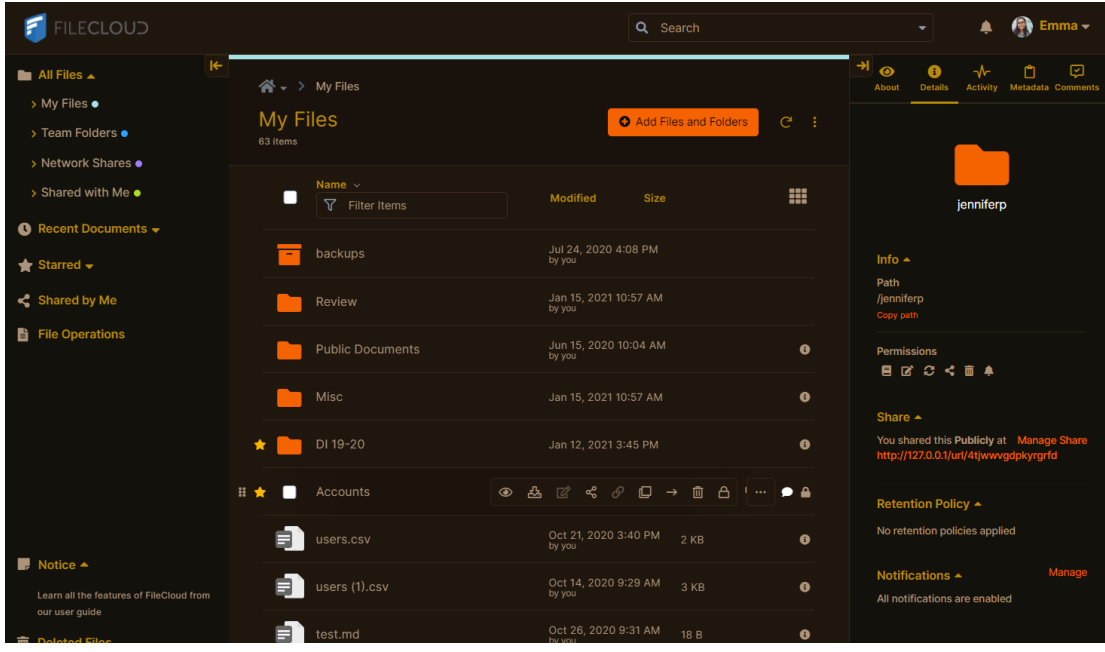 FILECLOUD
Search
Emma
All Files
My Files
Team Folders
Network Shares
Shared with Me
Recent Documents
Starred
Shared by Me
File Operations
Notice
Learn all the features of FileCloud from
our user guide
Deleted Files
My Files
My Files
63 items
Add Files and Folders
Name
Filter Items
Modified
Size
backups
Jul 24, 2020 4:08 PM
by you
Review
Jan 15, 2021 10:57 AM
by you
Public Documents
Jun 15, 2020 10:04 AM
by you
Misc
Jan 15, 2021 10:57 AM
DI 19-20
Jan 12, 2021 3:45 PM
Accounts
users.csv
Oct 21, 2020 3:40 PM
by you
2 KB
users (1).csv
Oct 14, 2020 9:29 AM
by you
3 KB
test.md
Oct 26, 2020 9:31 AM
by you
18 B
About
Details
Activity
Metadata
Comments
jenniferp
Info
Path
/jenniferp
Copy path
Permissions
Share
You shared this Publicly at
Manage Share
http://127.0.0.1/url/4tjwwvgdpkyrgrfd
Retention Policy
No retention policies applied
Notifications
Manage
All notifications are enabled